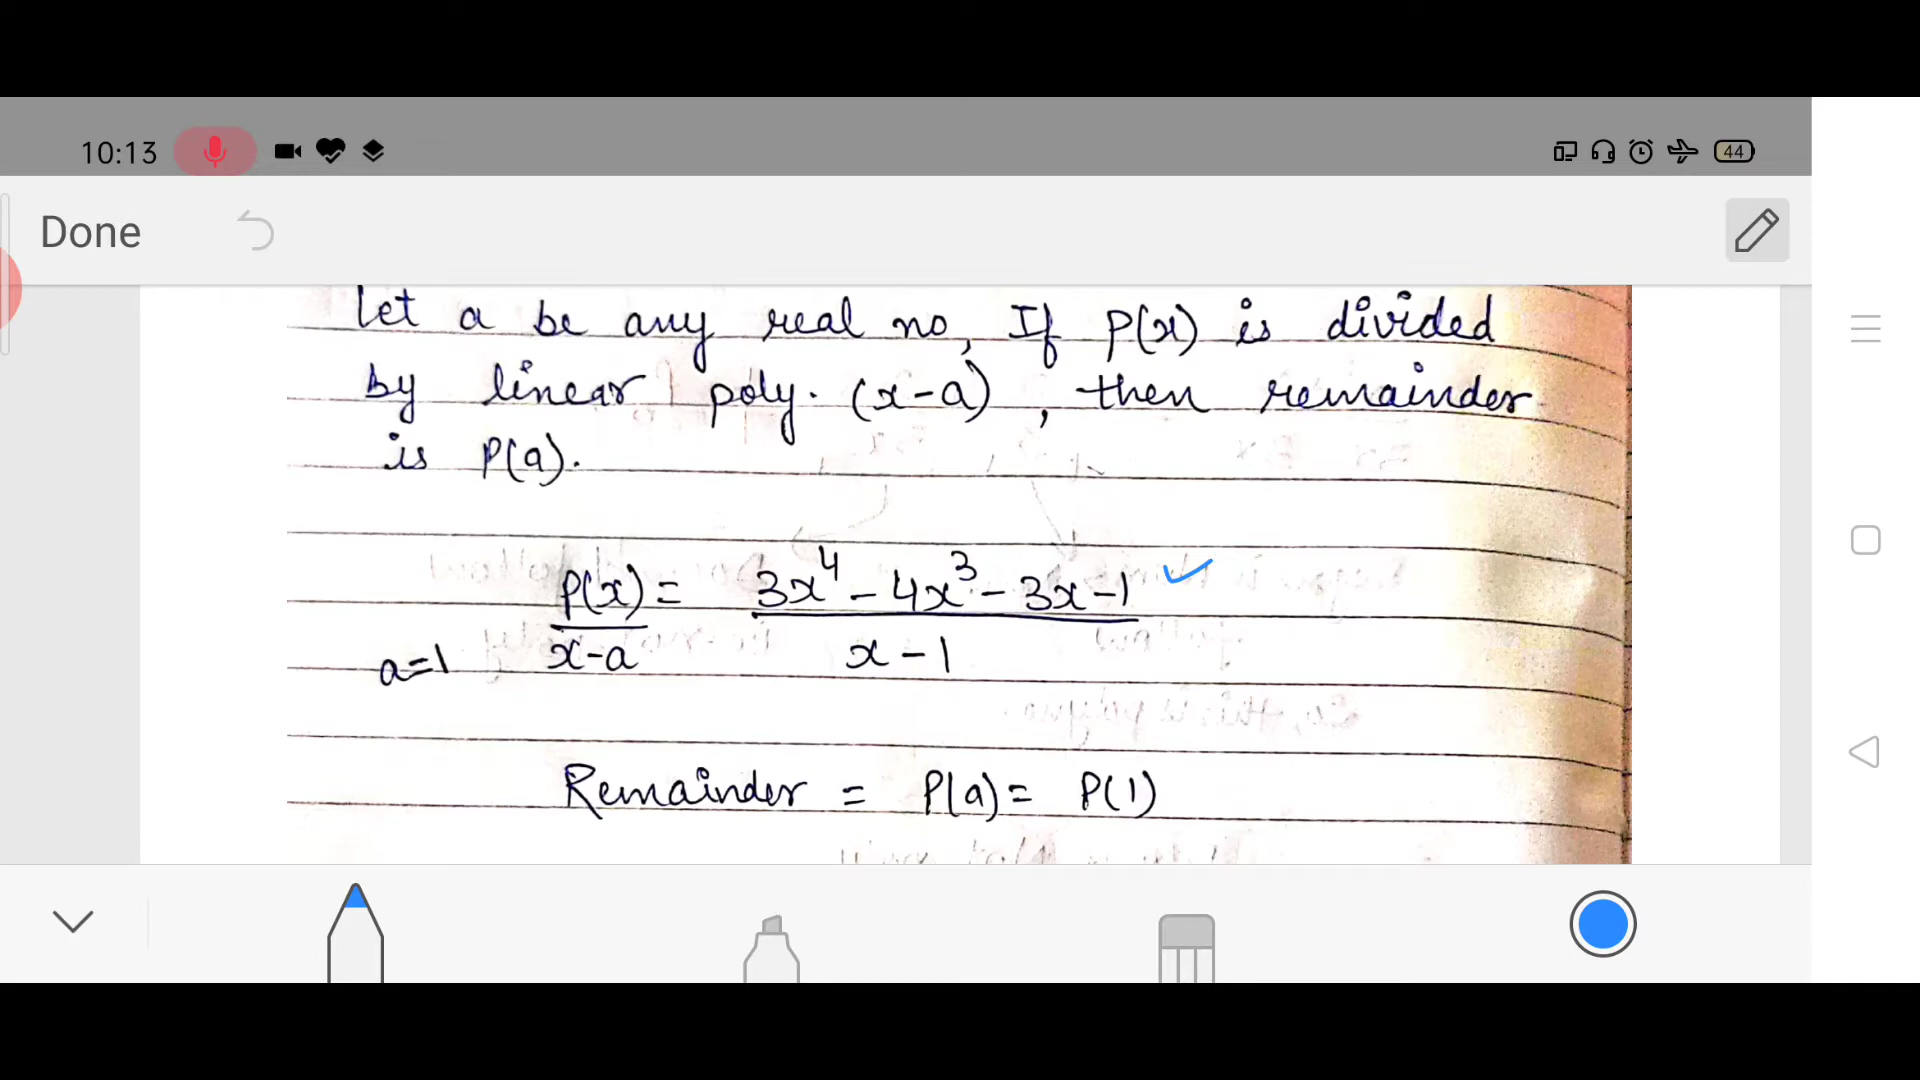 10:13
44
Done
Let a be any real no, If P(x) is divided
by linear poly. (x-a), then remainder
is P(a).
P(x) = 3x⁴ - 4x³ - 3x - 1
a=1 x-a x - 1
Remainder = P(a) = P(1)